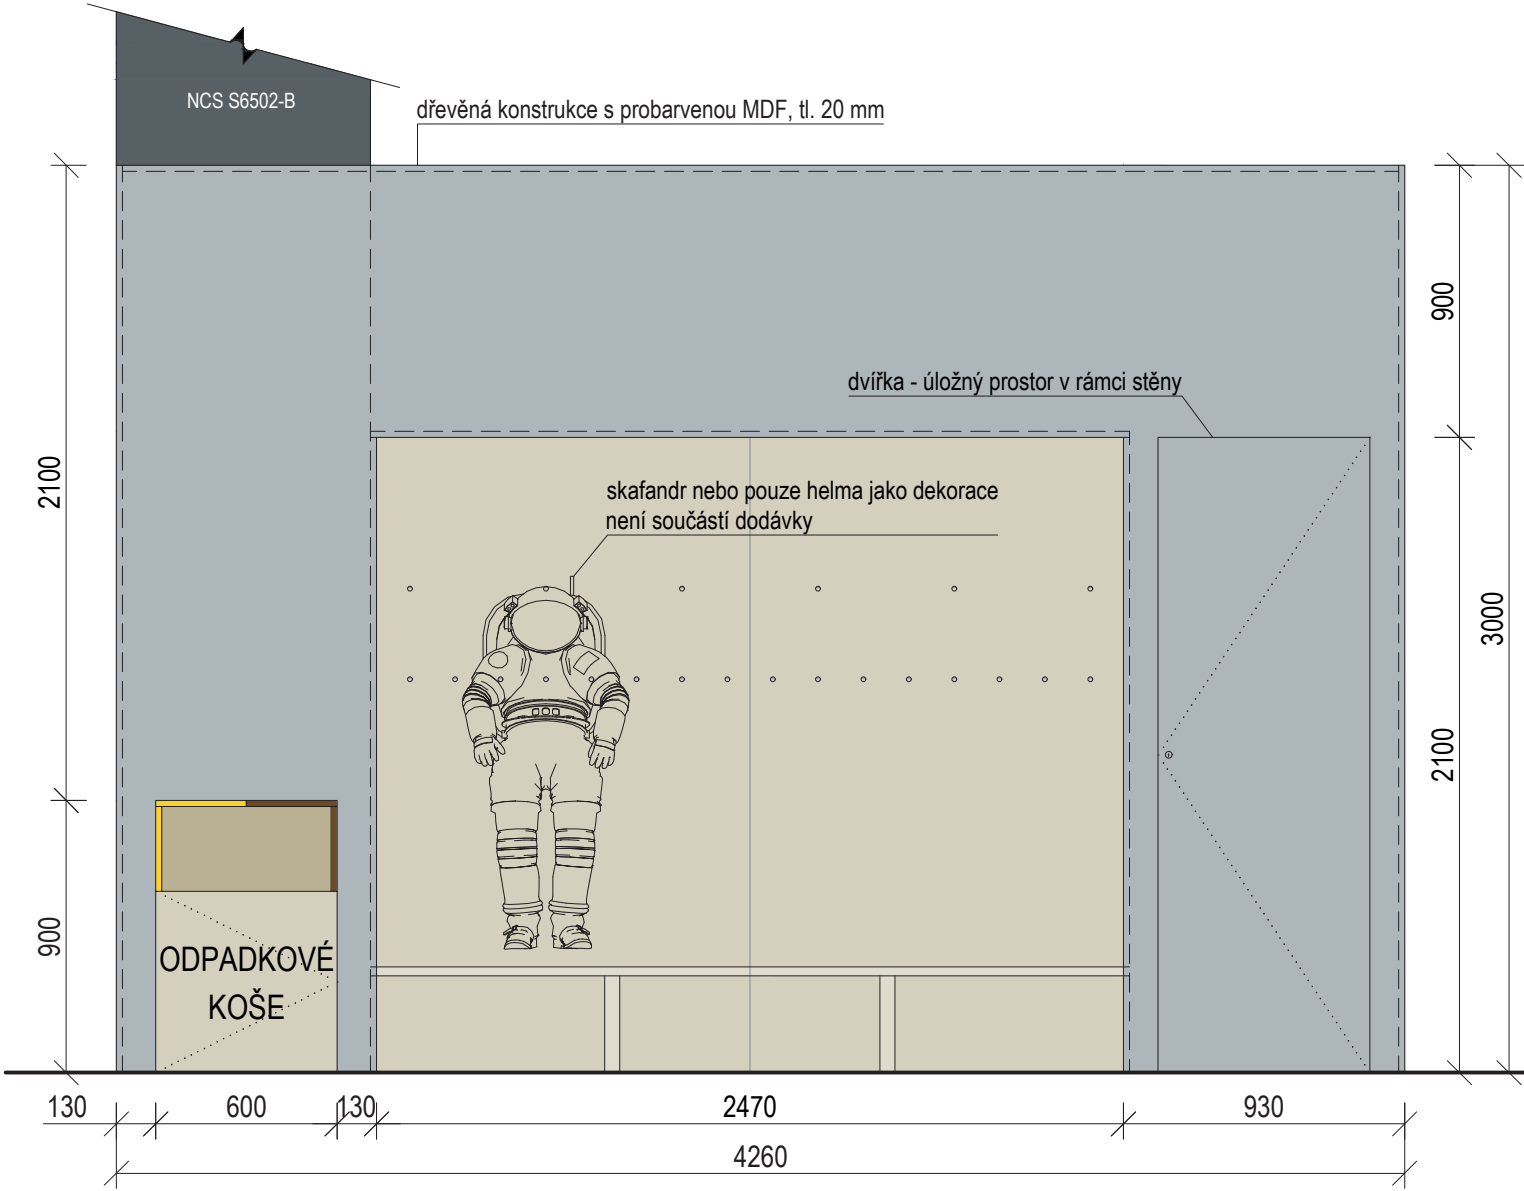 NCS S6502-B
dřevěná konstrukce s probarvenou MDF, tl. 20 mm
900
dvířka - úložný prostor v rámci stěny
2100
skafandr nebo pouze helma jako dekorace
není součástí dodávky
3000
2100
900
ODPADKOVÉ
KOŠE
130
600
130
2470
930
4260